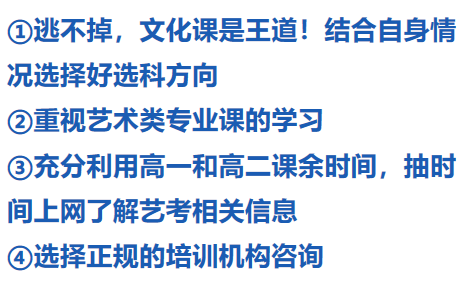 ①逃不掉，文化课是王道！结合自身情
况选择好选科方向
②重视艺术类专业课的学习
③充分利用高一和高二课余时间，抽时
间上网了解艺考相关信息
④选择正规的培训机构咨询